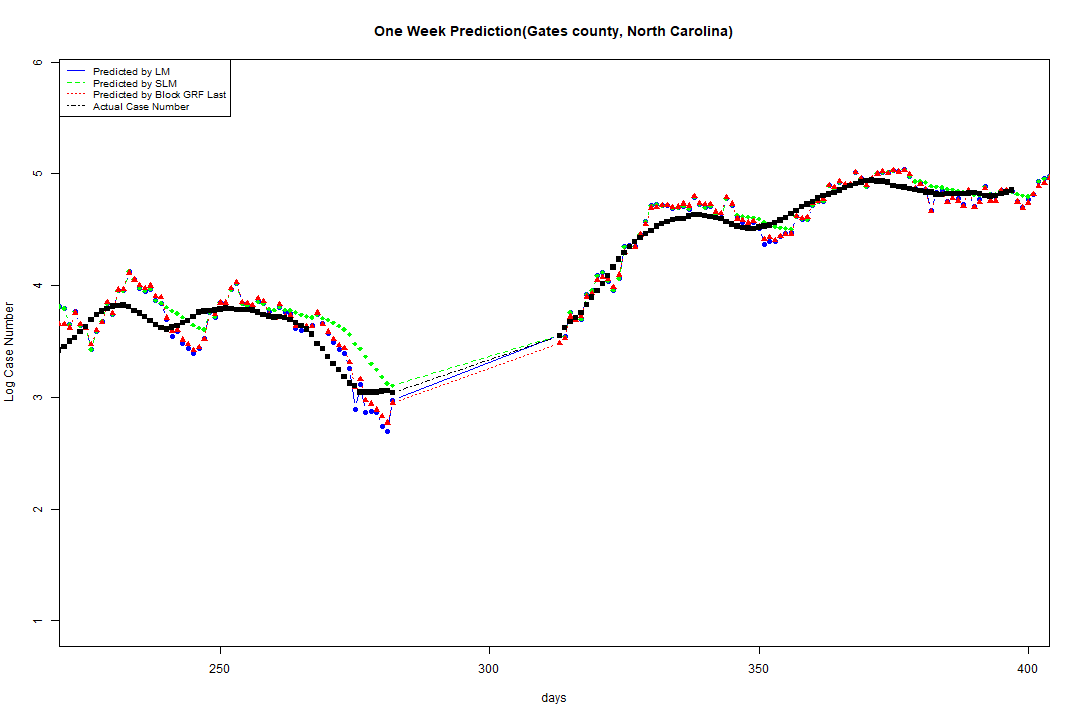 One Week Prediction(Gates county, North Carolina)
Predicted by LM
Predicted by SLM
Predicted by Block GRF Last
Actual Case Number
6
5
4
3
2
1
Log Case Number
250
300
350
400
days